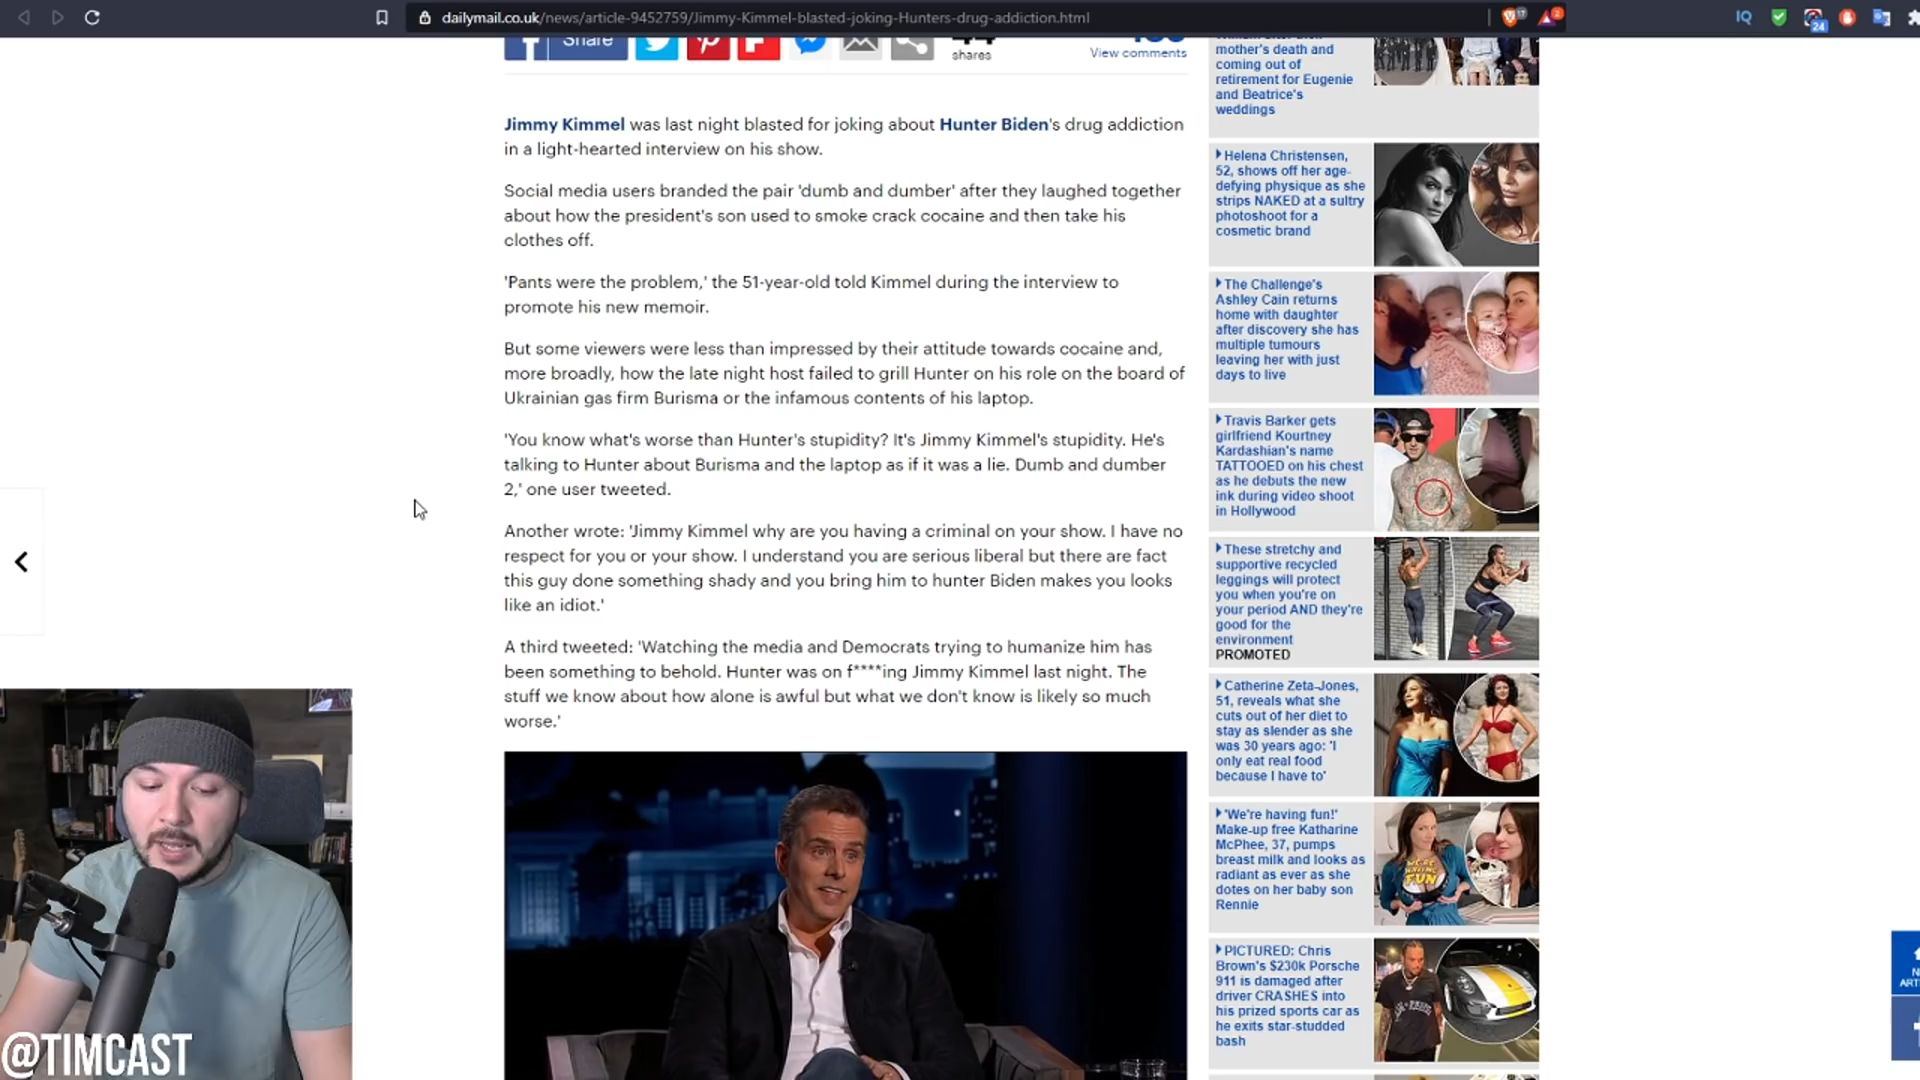 dailymail.co.uk/news/article-9452759/Jimmy-Kimmel-blasted-joking-Hunters-drug-addiction.html
IQ
24
Share
44
shares
View comments
Jimmy Kimmel was last night blasted for joking about Hunter Biden's drug addiction
in a light-hearted interview on his show.
Social media users branded the pair 'dumb and dumber' after they laughed together
about how the president's son used to smoke crack cocaine and then take his
clothes off.
'Pants were the problem,' the 51-year-old told Kimmel during the interview to
promote his new memoir.
But some viewers were less than impressed by their attitude towards cocaine and,
more broadly, how the late night host failed to grill Hunter on his role on the board of
Ukrainian gas firm Burisma or the infamous contents of his laptop.
'You know what's worse than Hunter's stupidity? It's Jimmy Kimmel's stupidity. He's
talking to Hunter about Burisma and the laptop as if it was a lie. Dumb and dumber
2,' one user tweeted.
Another wrote: 'Jimmy Kimmel why are you having a criminal on your show. I have no
respect for you or your show. I understand you are serious liberal but there are fact
this guy done something shady and you bring him to hunter Biden makes you looks
like an idiot.'
A third tweeted: 'Watching the media and Democrats trying to humanize him has
been something to behold. Hunter was on f****ing Jimmy Kimmel last night. The
stuff we know about how alone is awful but what we don't know is likely so much
worse.'
mother's death and
coming out of
retirement for Eugenie
and Beatrice's
weddings
Helena Christensen,
52, shows off her age-
defying physique as she
strips NAKED at a sultry
photoshoot for a
cosmetic brand
The Challenge's
Ashley Cain returns
home with daughter
after discovery she has
multiple tumours
leaving her with just
days to live
Travis Barker gets
girlfriend Kourtney
Kardashian's name
TATTOOED on his chest
as he debuts the new
ink during video shoot
in Hollywood
These stretchy and
supportive recycled
leggings will protect
you when you're on
your period AND they're
good for the
environment
PROMOTED
Catherine Zeta-Jones,
51, reveals what she
cuts out of her diet to
stay as slender as she
was 30 years ago: 'I
only eat real food
because I have to'
'We're having fun!'
Make-up free Katharine
McPhee, 37, pumps
breast milk and looks as
radiant as ever as she
dotes on her baby son
Rennie
WE'RE
HAVING
FUN
PICTURED: Chris
Brown's $230k Porsche
911 is damaged after
driver CRASHES into
his prized sports car as
he exits star-studded
bash
@TIMCAST